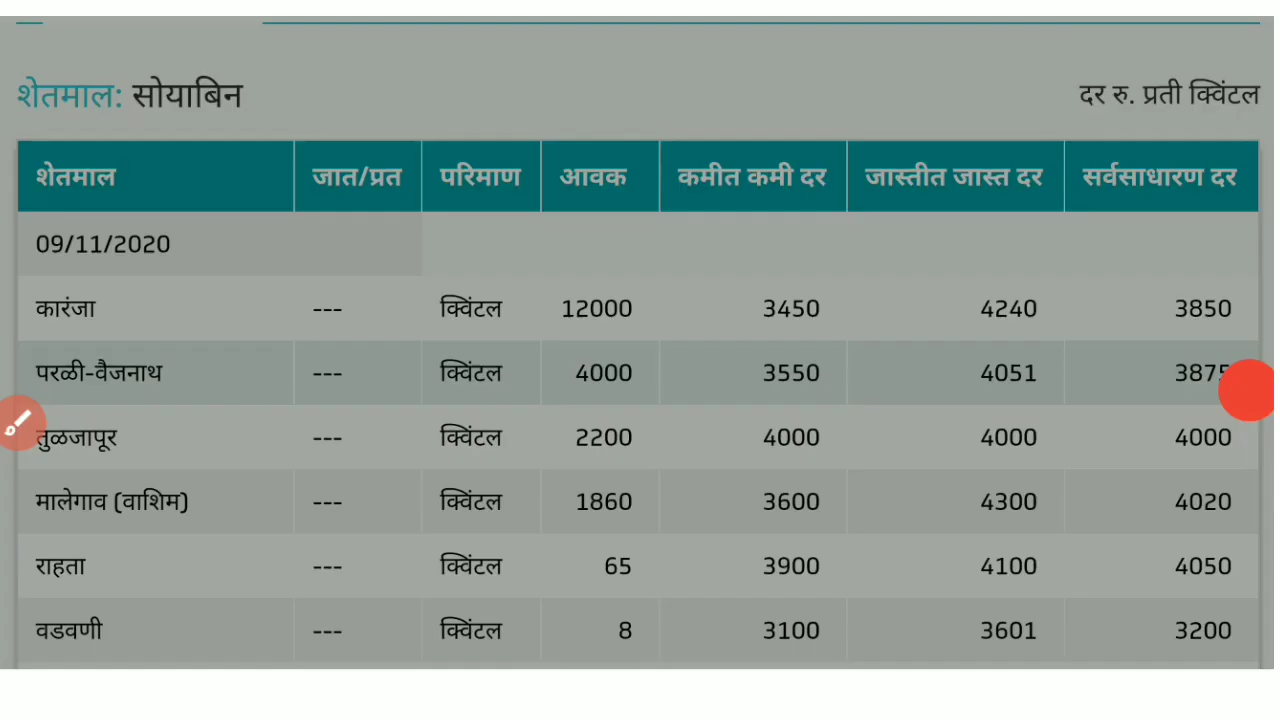 शेतमाल: सोयाबिन दर रु. प्रती क्विंटल
शेतमाल जात/प्रत परिमाण आवक कमीत कमी दर जास्तीत जास्त दर सर्वसाधारण दर
09/11/2020
कारंजा --- क्विंटल 12000 3450 4240 3850
परळी-वैजनाथ --- क्विंटल 4000 3550 4051 3875
तुळजापूर --- क्विंटल 2200 4000 4000 4000
मालेगाव (वाशिम) --- क्विंटल 1860 3600 4300 4020
राहता --- क्विंटल 65 3900 4100 4050
वडवणी --- क्विंटल 8 3100 3601 3200